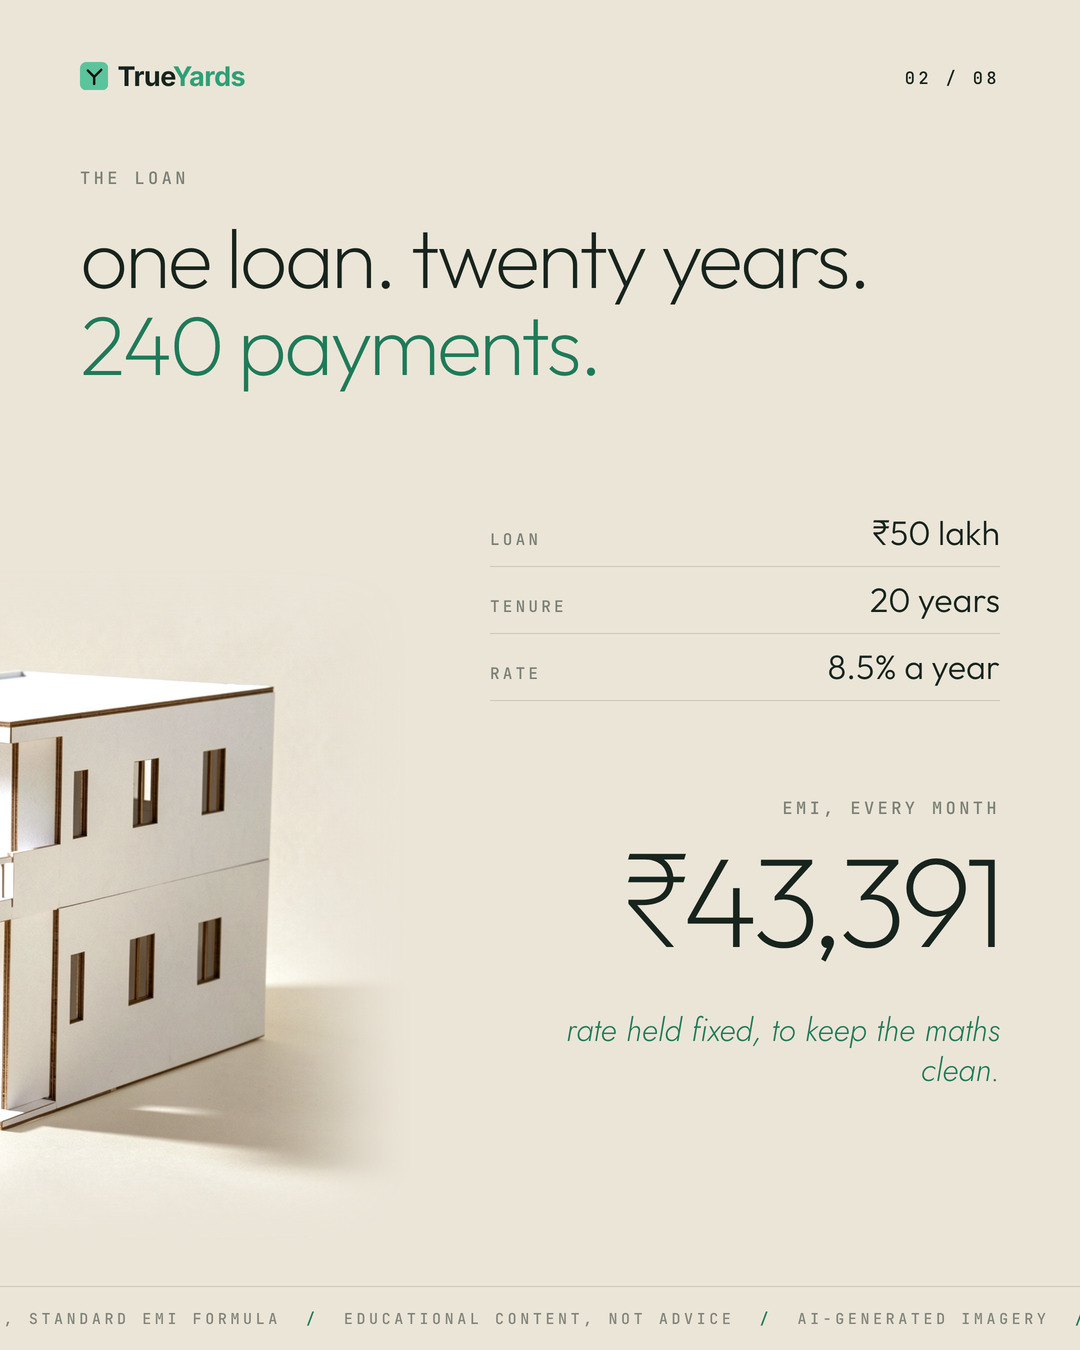 TrueYards
02 / 08
THE LOAN
one loan. twenty years.
240 payments.
LOAN ₹50 lakh
TENURE 20 years
RATE 8.5% a year
EMI, EVERY MONTH
₹43,391
rate held fixed, to keep the maths
clean.
, STANDARD EMI FORMULA / EDUCATIONAL CONTENT, NOT ADVICE / AI-GENERATED IMAGERY /